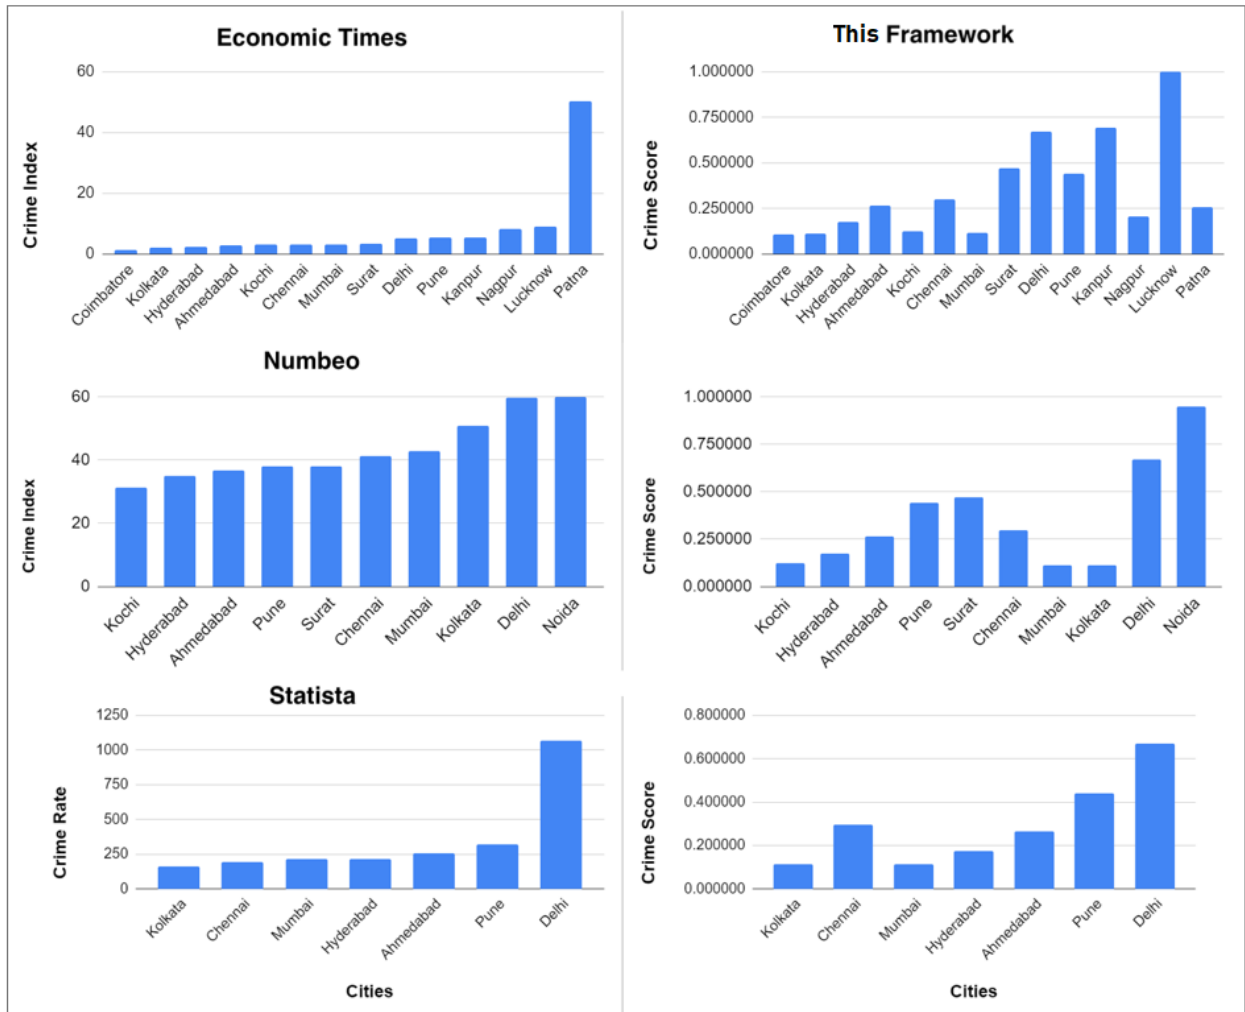 Economic Times
Crime Index
60
40
20
0
Coimbatore
Kolkata
Hyderabad
Ahmedabad
Kochi
Chennai
Mumbai
Surat
Delhi
Pune
Kanpur
Nagpur
Lucknow
Patna
This Framework
Crime Score
1.000000
0.750000
0.500000
0.250000
0.000000
Coimbatore
Kolkata
Hyderabad
Ahmedabad
Kochi
Chennai
Mumbai
Surat
Delhi
Pune
Kanpur
Nagpur
Lucknow
Patna
Numbeo
Crime Index
60
40
20
0
Kochi
Hyderabad
Ahmedabad
Pune
Surat
Chennai
Mumbai
Kolkata
Delhi
Noida
Crime Score
1.000000
0.750000
0.500000
0.250000
0.000000
Kochi
Hyderabad
Ahmedabad
Pune
Surat
Chennai
Mumbai
Kolkata
Delhi
Noida
Statista
Crime Rate
1250
1000
750
500
250
0
Kolkata
Chennai
Mumbai
Hyderabad
Ahmedabad
Pune
Delhi
Cities
Crime Score
0.800000
0.600000
0.400000
0.200000
0.000000
Kolkata
Chennai
Mumbai
Hyderabad
Ahmedabad
Pune
Delhi
Cities